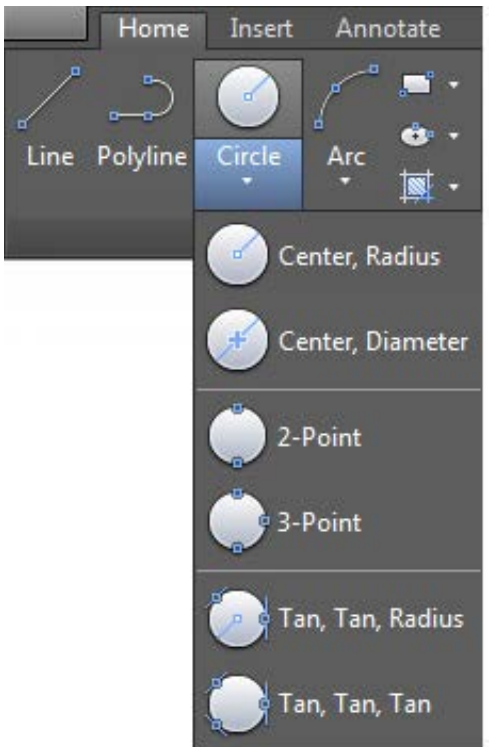 Home Insert Annotate
Line Polyline Circle Arc
Center, Radius
Center, Diameter
2-Point
3-Point
Tan, Tan, Radius
Tan, Tan, Tan